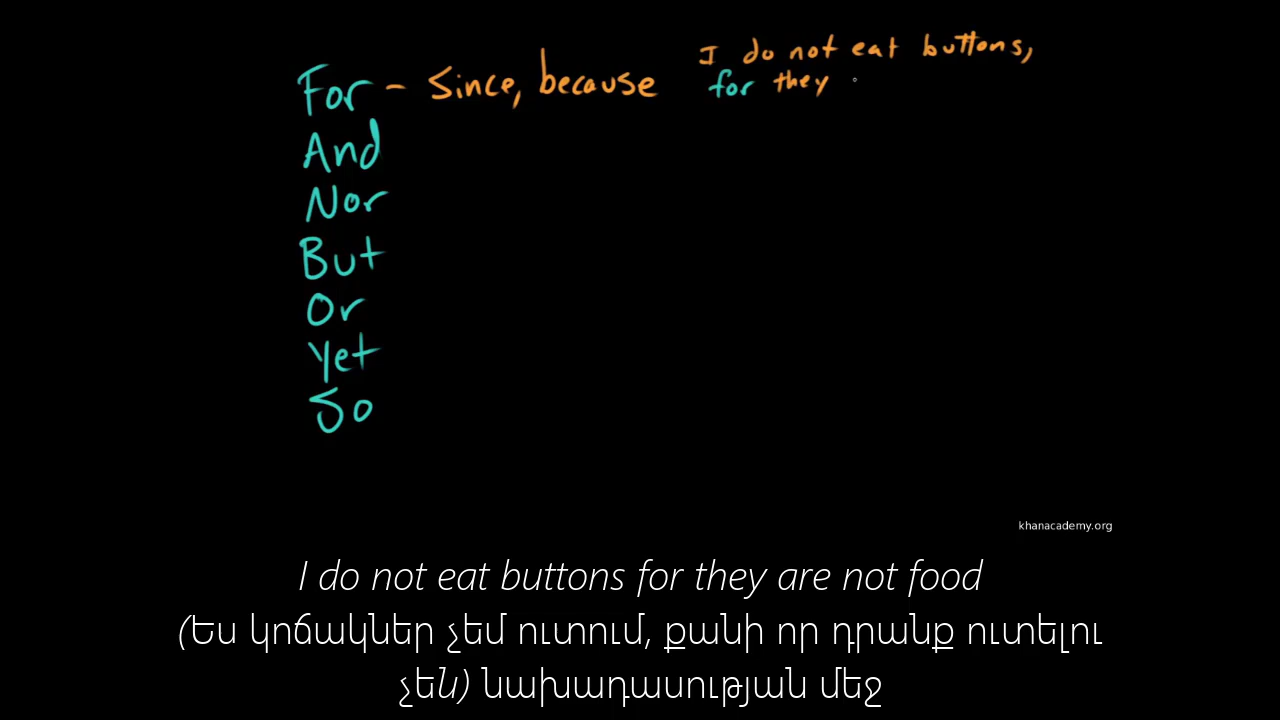 I do not eat buttons,
For - since, because
for they
And
Nor
But
Or
Yet
So
khanacademy.org
I do not eat buttons for they are not food
(Ես կոճակներ չեմ ուտում, քանի որ դրանք ուտելու
չեն) նախադասության մեջ